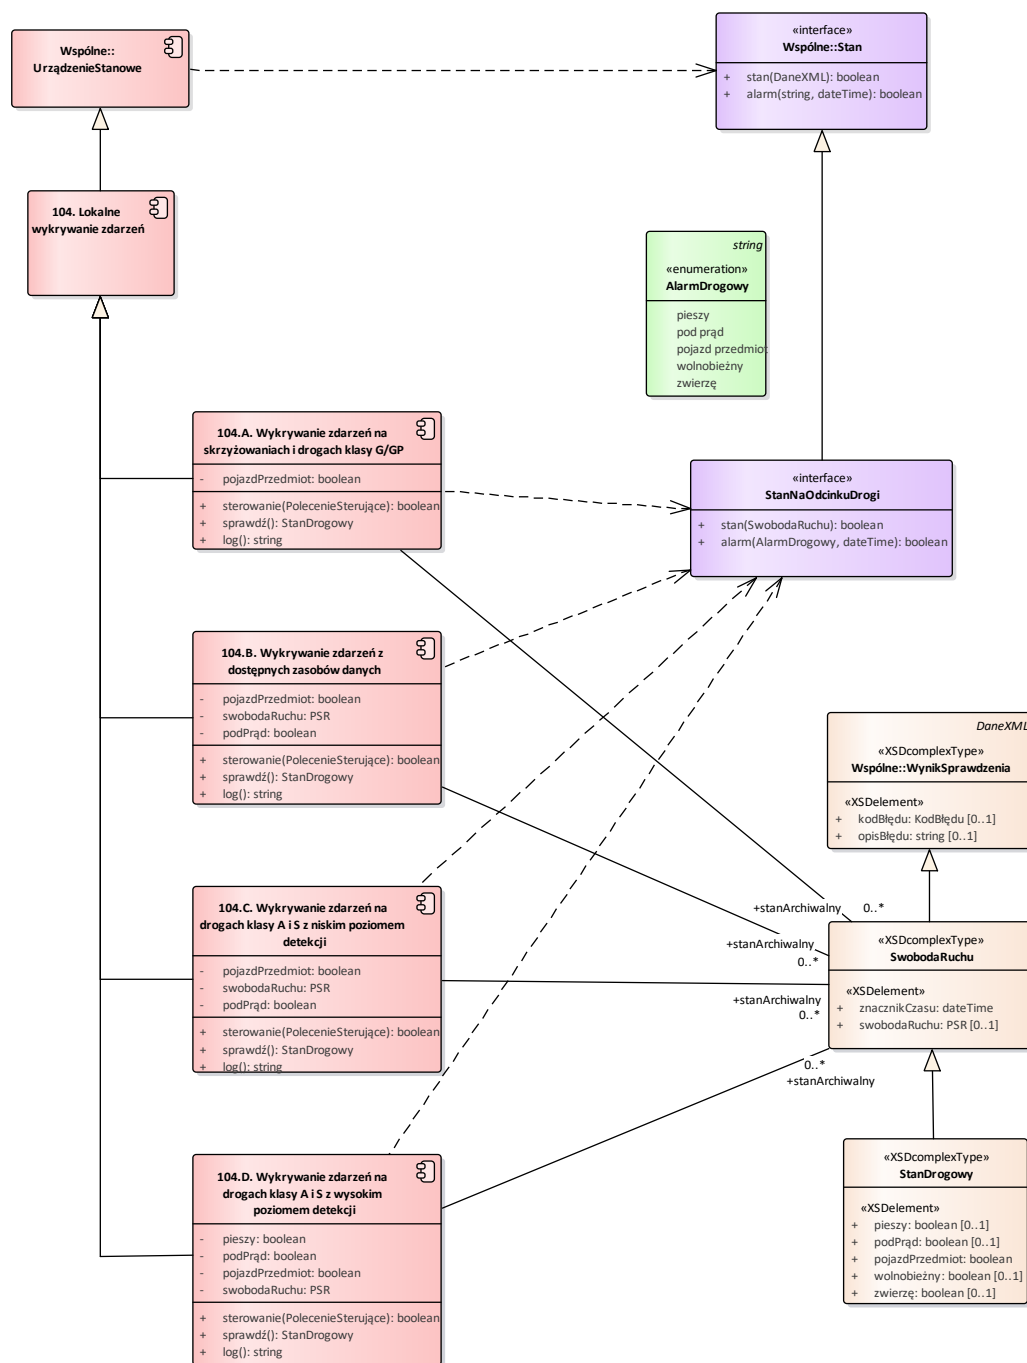 Wspólne::
UrządzenieStanowe
«interface»
Wspólne::Stan
+ stan(DaneXML): boolean
+ alarm(string, dateTime): boolean
104. Lokalne
wykrywanie zdarzeń
string
«enumeration»
AlarmDrogowy
pieszy
pod prąd
pojazd przedmiot
wolnobieżny
zwierzę
104.A. Wykrywanie zdarzeń na
skrzyżowaniach i drogach klasy G/GP
- pojazdPrzedmiot: boolean
+ sterowanie(PolecenieSterujące): boolean
+ sprawdź(): StanDrogowy
+ log(): string
«interface»
StanNaOdcinkuDrogi
+ stan(SwobodaRuchu): boolean
+ alarm(AlarmDrogowy, dateTime): boolean
104.B. Wykrywanie zdarzeń z
dostępnych zasobów danych
- pojazdPrzedmiot: boolean
- swobodaRuchu: PSR
- podPrąd: boolean
+ sterowanie(PolecenieSterujące): boolean
+ sprawdź(): StanDrogowy
+ log(): string
DaneXML
«XSDcomplexType»
Wspólne::WynikSprawdzenia
«XSDelement»
+ kodBłędu: KodBłędu [0..1]
+ opisBłędu: string [0..1]
104.C. Wykrywanie zdarzeń na
drogach klasy A i S z niskim poziomem
detekcji
- pojazdPrzedmiot: boolean
- swobodaRuchu: PSR
- podPrąd: boolean
+ sterowanie(PolecenieSterujące): boolean
+ sprawdź(): StanDrogowy
+ log(): string
+stanArchiwalny 0..*
+stanArchiwalny
0..*
+stanArchiwalny
0..*
0..*
+stanArchiwalny
«XSDcomplexType»
SwobodaRuchu
«XSDelement»
+ znacznikCzasu: dateTime
+ swobodaRuchu: PSR [0..1]
104.D. Wykrywanie zdarzeń na
drogach klasy A i S z wysokim
poziomem detekcji
- pieszy: boolean
- podPrąd: boolean
- pojazdPrzedmiot: boolean
- swobodaRuchu: PSR
+ sterowanie(PolecenieSterujące): boolean
+ sprawdź(): StanDrogowy
+ log(): string
«XSDcomplexType»
StanDrogowy
«XSDelement»
+ pieszy: boolean [0..1]
+ podPrąd: boolean [0..1]
+ pojazdPrzedmiot: boolean
+ wolnobieżny: boolean [0..1]
+ zwierzę: boolean [0..1]